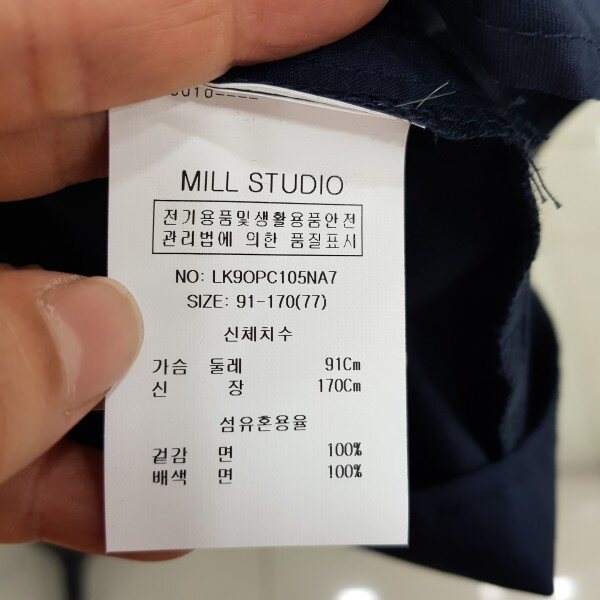 MILL STUDIO
전기용품및생활용품안전
관리법에 의한 품질표시
NO: LK9OPC105NA7
SIZE: 91-170(77)
신체치수
가슴 둘레 91Cm
신 장 170Cm
섬유혼용율
겉감 면 100%
배색 면 100%